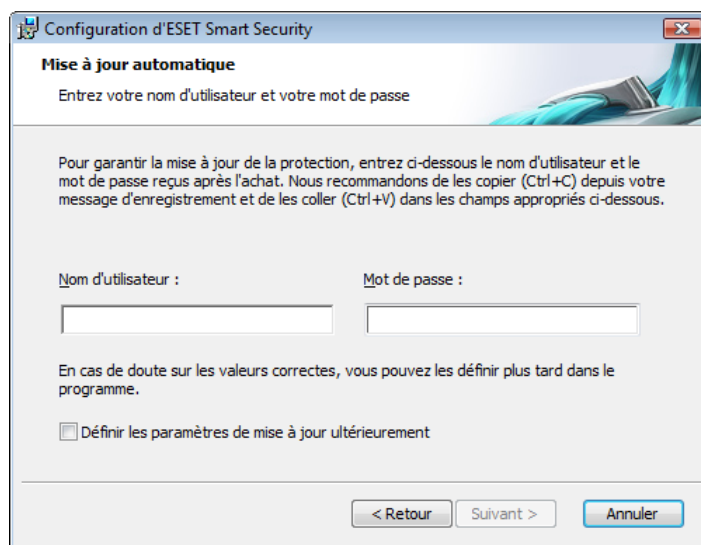 Configuration d'ESET Smart Security
Mise à jour automatique
Entrez votre nom d'utilisateur et votre mot de passe
Pour garantir la mise à jour de la protection, entrez ci-dessous le nom d'utilisateur et le
mot de passe reçus après l'achat. Nous recommandons de les copier (Ctrl+C) depuis votre
message d'enregistrement et de les coller (Ctrl+V) dans les champs appropriés ci-dessous.
Nom d'utilisateur : Mot de passe :
En cas de doute sur les valeurs correctes, vous pouvez les définir plus tard dans le
programme.
Définir les paramètres de mise à jour ultérieurement
< Retour Suivant > Annuler